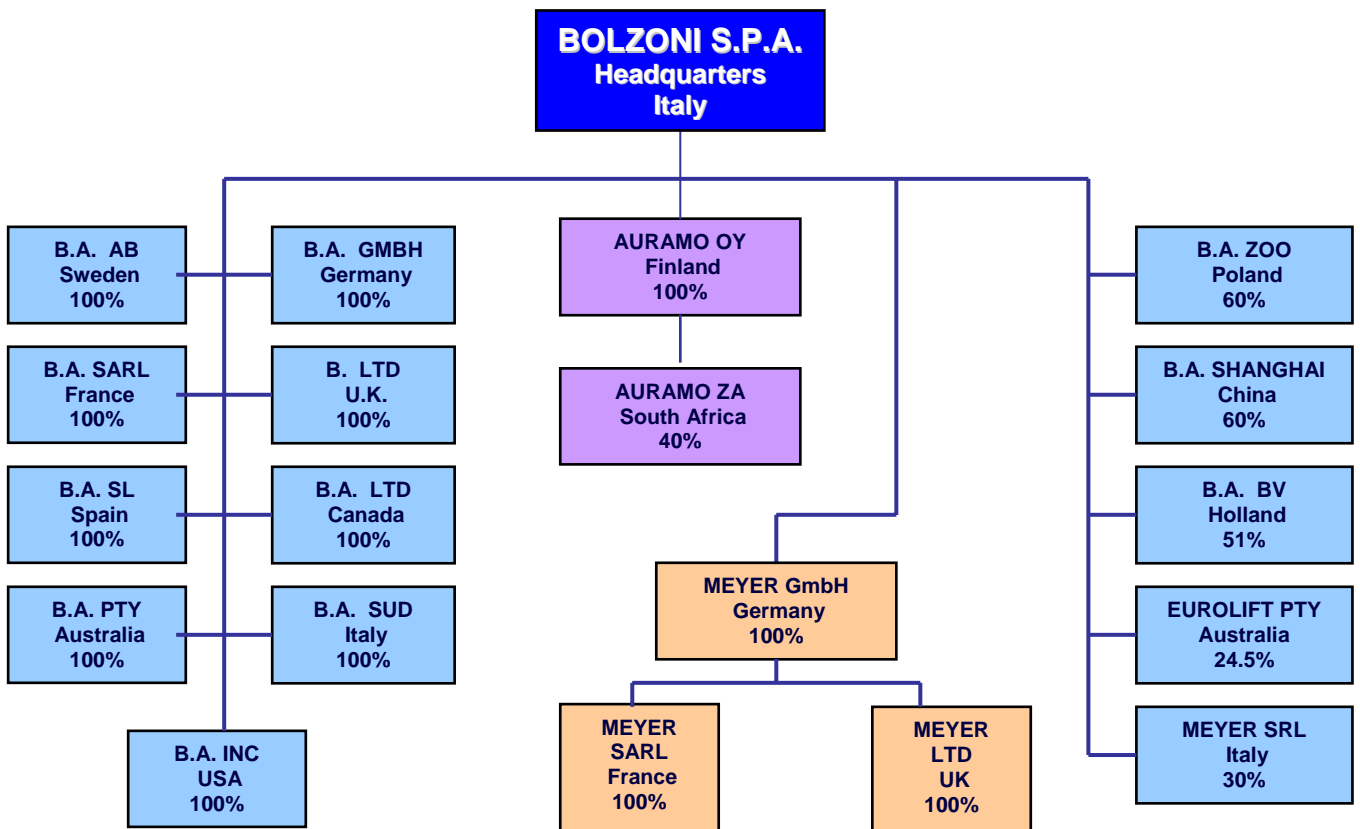 BOLZONI S.P.A.
Headquarters
Italy
B.A. AB
Sweden
100%
B.A. GMBH
Germany
100%
AURAMO OY
Finland
100%
B.A. ZOO
Poland
60%
B.A. SARL
France
100%
B. LTD
U.K.
100%
AURAMO ZA
South Africa
40%
B.A. SHANGHAI
China
60%
B.A. SL
Spain
100%
B.A. LTD
Canada
100%
B.A. BV
Holland
51%
B.A. PTY
Australia
100%
B.A. SUD
Italy
100%
MEYER GmbH
Germany
100%
EUROLIFT PTY
Australia
24.5%
B.A. INC
USA
100%
MEYER
SARL
France
100%
MEYER
LTD
UK
100%
MEYER SRL
Italy
30%